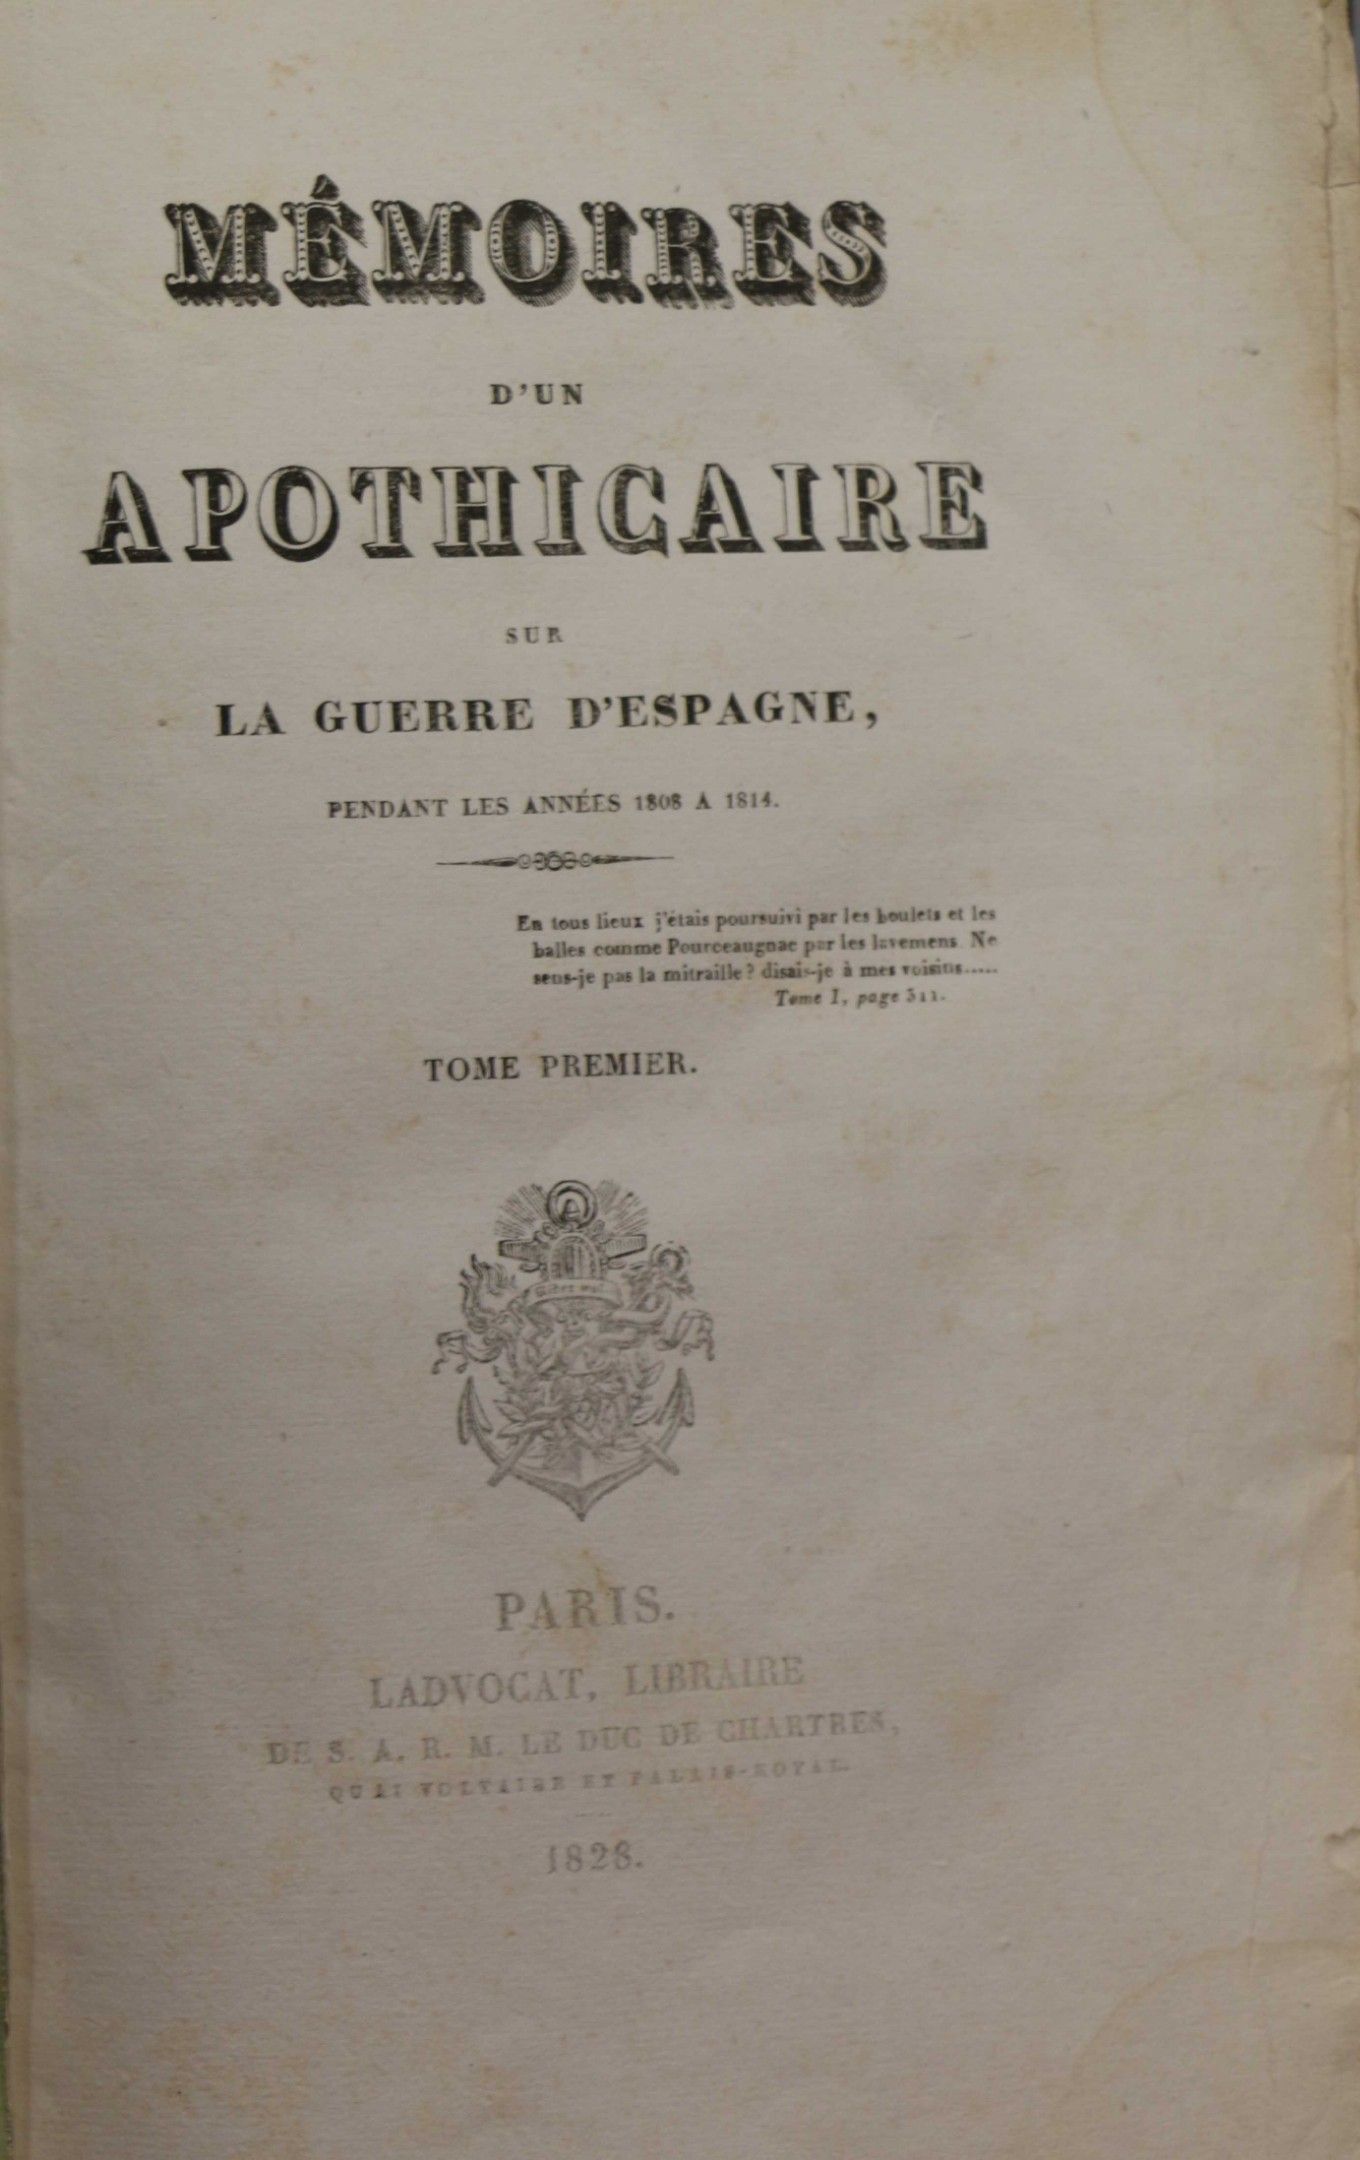 MÉMOIRES
D'UN
APOTHICAIRE
SUR
LA GUERRE D'ESPAGNE,
PENDANT LES ANNÉES 1808 A 1814.
En tous lieux j'étais poursuivi par les boulets et les
balles comme Pourceaugnac par les lavemens. Ne
sens-je pas la mitraille? disais-je à mes voisins.....
Tome I, page 311.
TOME PREMIER.
PARIS.
LADVOCAT, LIBRAIRE
DE S. A. R. M. LE DUC DE CHARTRES,
QUAI VOLTAIRE ET PALAIS-ROYAL.
1828.